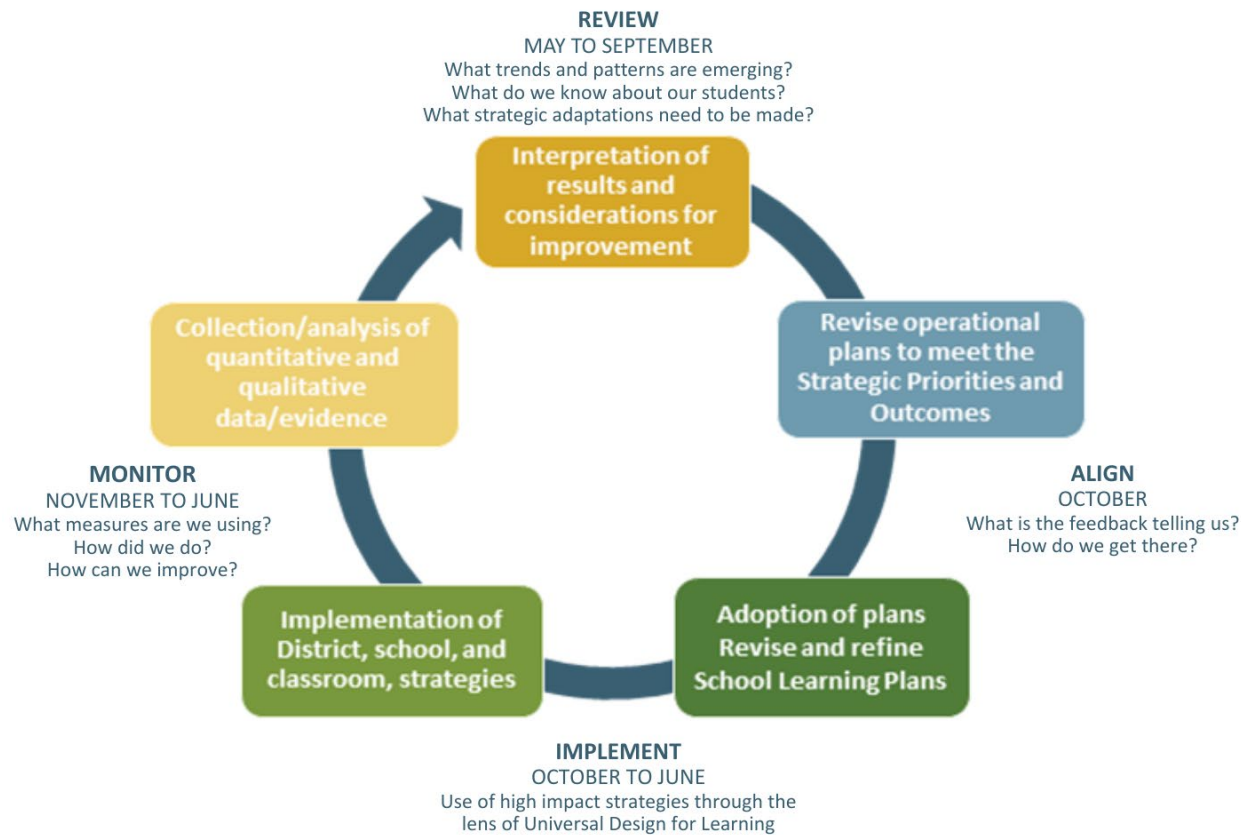 REVIEW
MAY TO SEPTEMBER
What trends and patterns are emerging?
What do we know about our students?
What strategic adaptations need to be made?
Interpretation of
results and
considerations for
improvement
Revise operational
plans to meet the
Strategic Priorities and
Outcomes
ALIGN
OCTOBER
What is the feedback telling us?
How do we get there?
Adoption of plans
Revise and refine
School Learning Plans
IMPLEMENT
OCTOBER TO JUNE
Use of high impact strategies through the
lens of Universal Design for Learning
Implementation of
District, school, and
classroom, strategies
MONITOR
NOVEMBER TO JUNE
What measures are we using?
How did we do?
How can we improve?
Collection/analysis of
quantitative and
qualitative
data/evidence